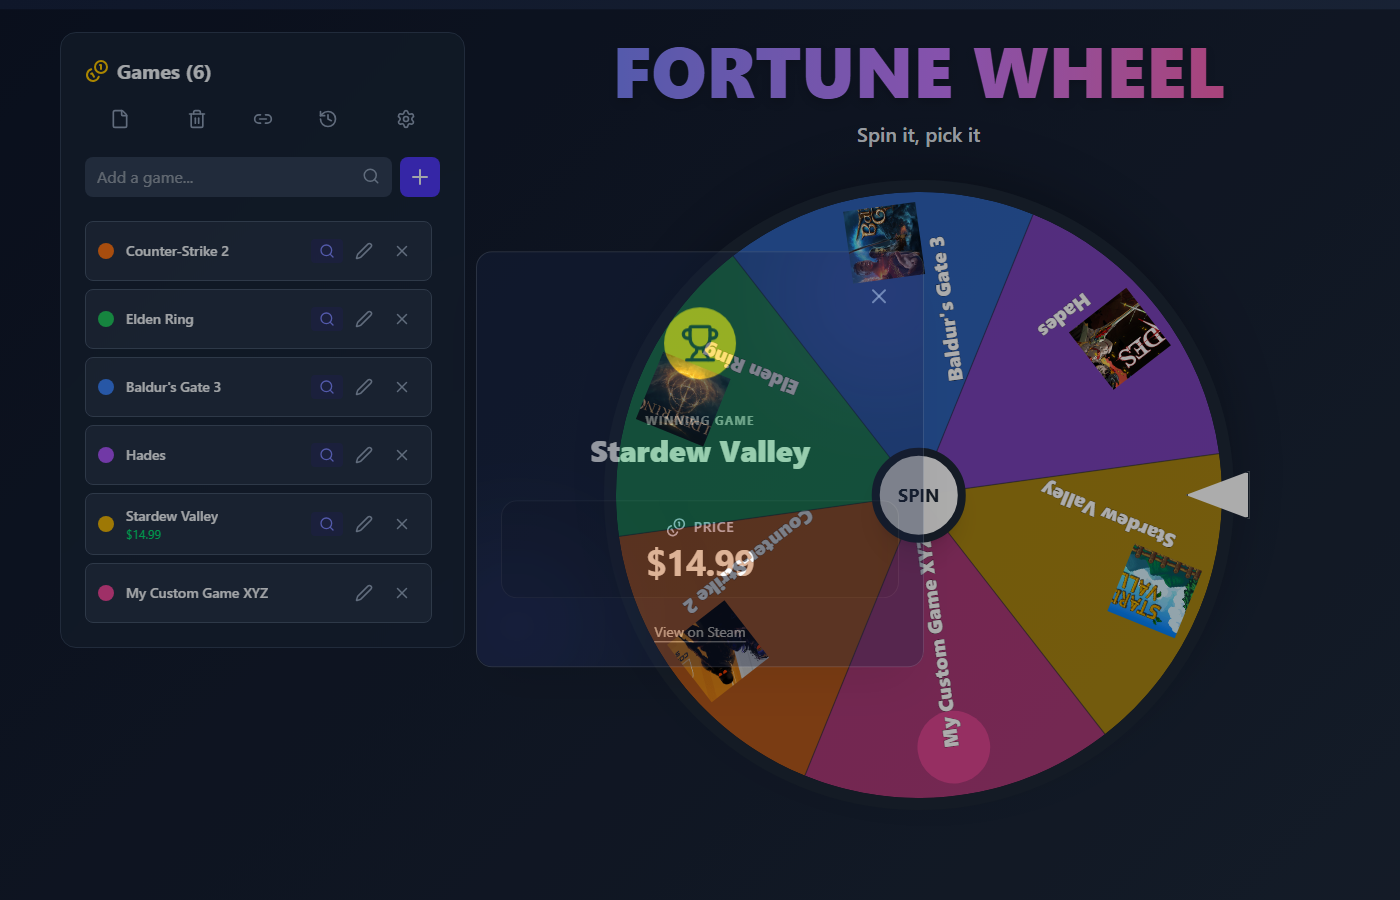 Games (6)
Add a game...
Counter-Strike 2
Elden Ring
Baldur's Gate 3
Hades
Stardew Valley
$14.99
My Custom Game XYZ
FORTUNE WHEEL
Spin it, pick it
Baldur's Gate 3
Hades
Stardew Valley
My Custom Game XYZ
Counter-Strike 2
Elden Ring
SPIN
WINNING GAME
Stardew Valley
PRICE
$14.99
View on Steam